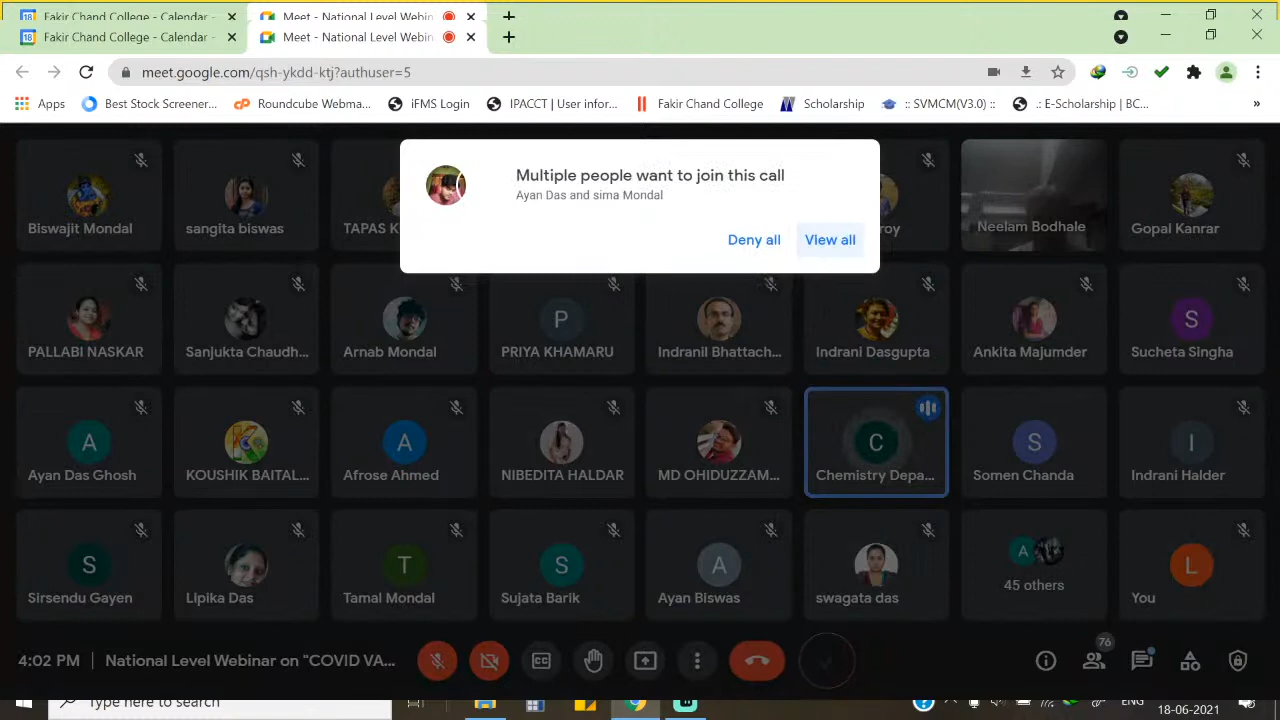 18 Fakir Chand College - Calendar - Meet - National Level Webin
18 Fakir Chand College - Calendar - Meet - National Level Webin
meet.google.com/qsh-ykdd-ktj?authuser=5
Apps Best Stock Screener... Roundcube Webma... iFMS Login IPACCT | User infor... Fakir Chand College Scholarship :: SVMCM(V3.0) :: .: E-Scholarship | BC... »
Multiple people want to join this call
Ayan Das and sima Mondal
Deny all View all
Biswajit Mondal sangita biswas TAPAS K roy Neelam Bodhale Gopal Kanrar
P S
PALLABI NASKAR Sanjukta Chaudh... Arnab Mondal PRIYA KHAMARU Indranil Bhattach... Indrani Dasgupta Ankita Majumder Sucheta Singha
A A C S I
Ayan Das Ghosh KOUSHIK BAITAL... Afrose Ahmed NIBEDITA HALDAR MD OHIDUZZAM... Chemistry Depa... Somen Chanda Indrani Halder
S T S A A L
Sirsendu Gayen Lipika Das Tamal Mondal Sujata Barik Ayan Biswas swagata das 45 others You
4:02 PM | National Level Webinar on "COVID VA... CC 76
Type here to search ENG
18-06-2021